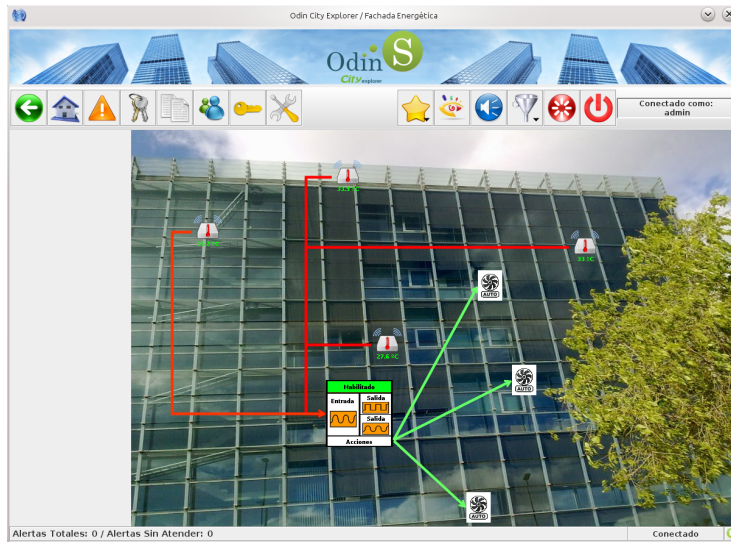 Odin City Explorer / Fachada Energética
Odin S
City explorer
Conectado como:
admin
33 ºC
AUTO
27.6 ºC
Habilitado
Entrada
Salida
Salida
Acciones
AUTO
AUTO
Alertas Totales: 0 / Alertas Sin Atender: 0
Conectado